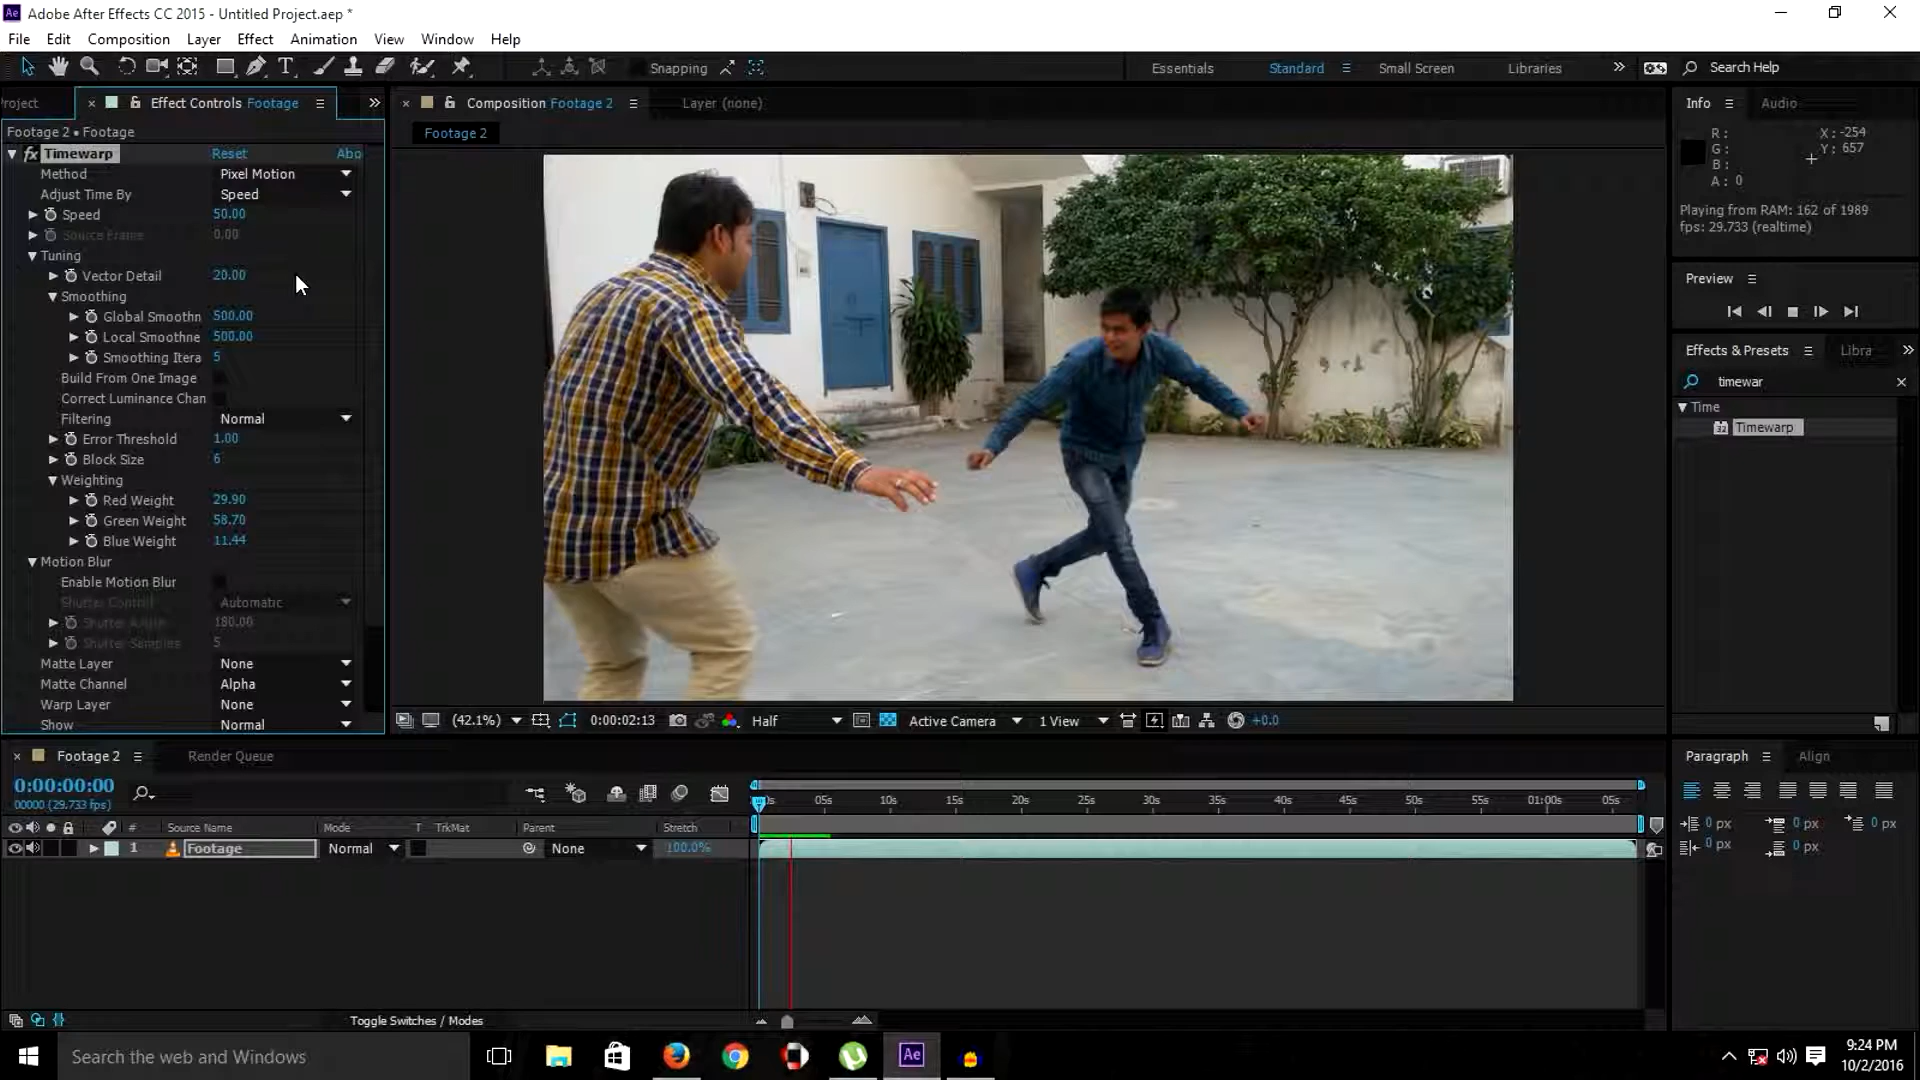 Adobe After Effects CC 2015 - Untitled Project.aep *
File Edit Composition Layer Effect Animation View Window Help
Snapping Essentials Standard Small Screen Libraries Search Help
roject Effect Controls Footage Composition Footage 2 Layer (none) Info Audio
Footage 2 • Footage
Footage 2
R: X: -254
G: Y: 657
B:
A: 0
Playing from RAM: 162 of 1989
fps: 29.733 (realtime)
Preview
Effects & Presets Libra
timewar
Time
Timewarp
fx Timewarp Reset Abo
Method Pixel Motion
Adjust Time By Speed
Speed 50.00
Source Frame 0.00
Tuning
Vector Detail 20.00
Smoothing
Global Smoothn 500.00
Local Smoothne 500.00
Smoothing Itera 5
Build From One Image
Correct Luminance Chan
Filtering Normal
Error Threshold 1.00
Block Size 6
Weighting
Red Weight 29.90
Green Weight 58.70
Blue Weight 11.44
Motion Blur
Enable Motion Blur
Shutter Control Automatic
Shutter Angle 180.00
Shutter Samples 5
Matte Layer None
Matte Channel Alpha
Warp Layer None
Show Normal
(42.1%) 0:00:02:13 Half Active Camera 1 View +0.0
Footage 2 Render Queue
0:00:00:00
00000 (29.733 fps)
05s 10s 15s 20s 25s 30s 35s 40s 45s 50s 55s 01:00s 05s
# Source Name Mode T TrkMat Parent Stretch
1 Footage Normal None 100.0%
Toggle Switches / Modes
Paragraph Align
0 px 0 px 0 px
0 px 0 px
Search the web and Windows
Ae
9:24 PM
10/2/2016